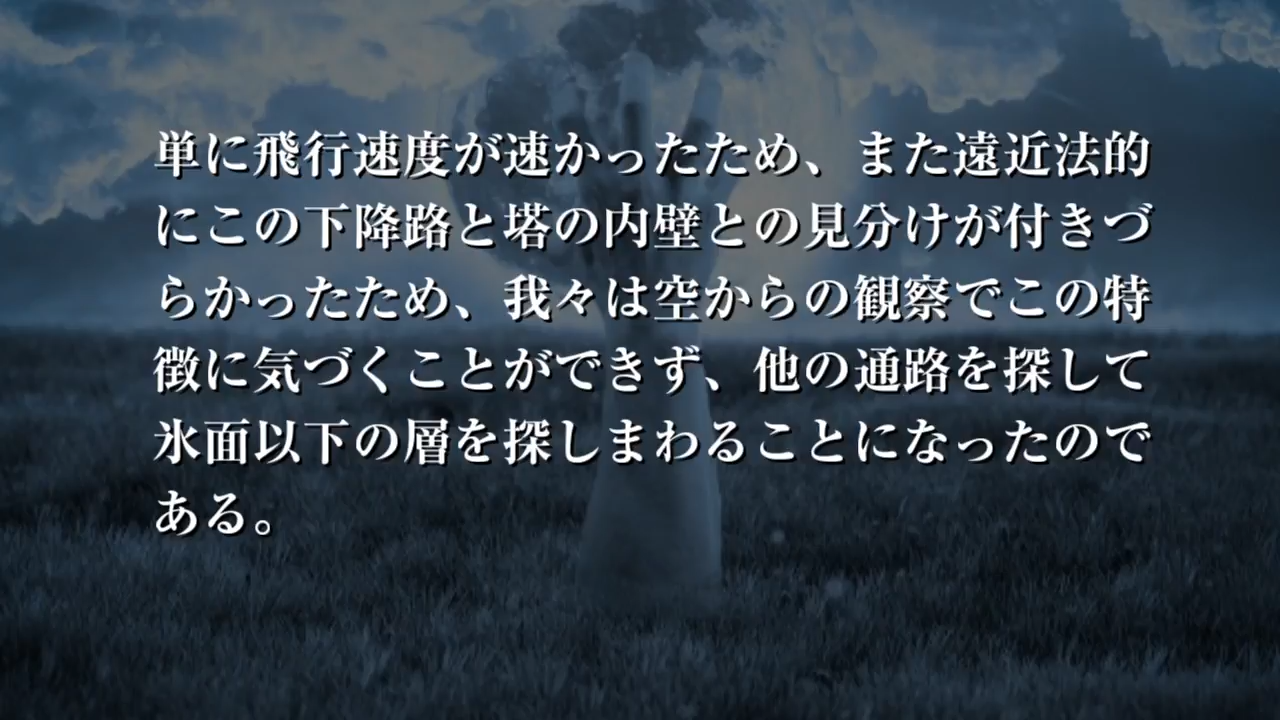 単に飛行速度が速かったため、また遠近法的
にこの下降路と塔の内壁との見分けが付きづ
らかったため、我々は空からの観察でこの特
徴に気づくことができず、他の通路を探して
氷面以下の層を探しまわることになったので
ある。